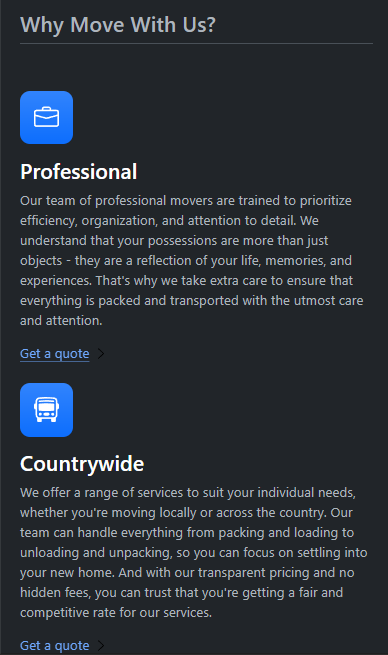 Why Move With Us?
Professional
Our team of professional movers are trained to prioritize
efficiency, organization, and attention to detail. We
understand that your possessions are more than just
objects - they are a reflection of your life, memories, and
experiences. That's why we take extra care to ensure that
everything is packed and transported with the utmost care
and attention.
Get a quote
Countrywide
We offer a range of services to suit your individual needs,
whether you're moving locally or across the country. Our
team can handle everything from packing and loading to
unloading and unpacking, so you can focus on settling into
your new home. And with our transparent pricing and no
hidden fees, you can trust that you're getting a fair and
competitive rate for our services.
Get a quote